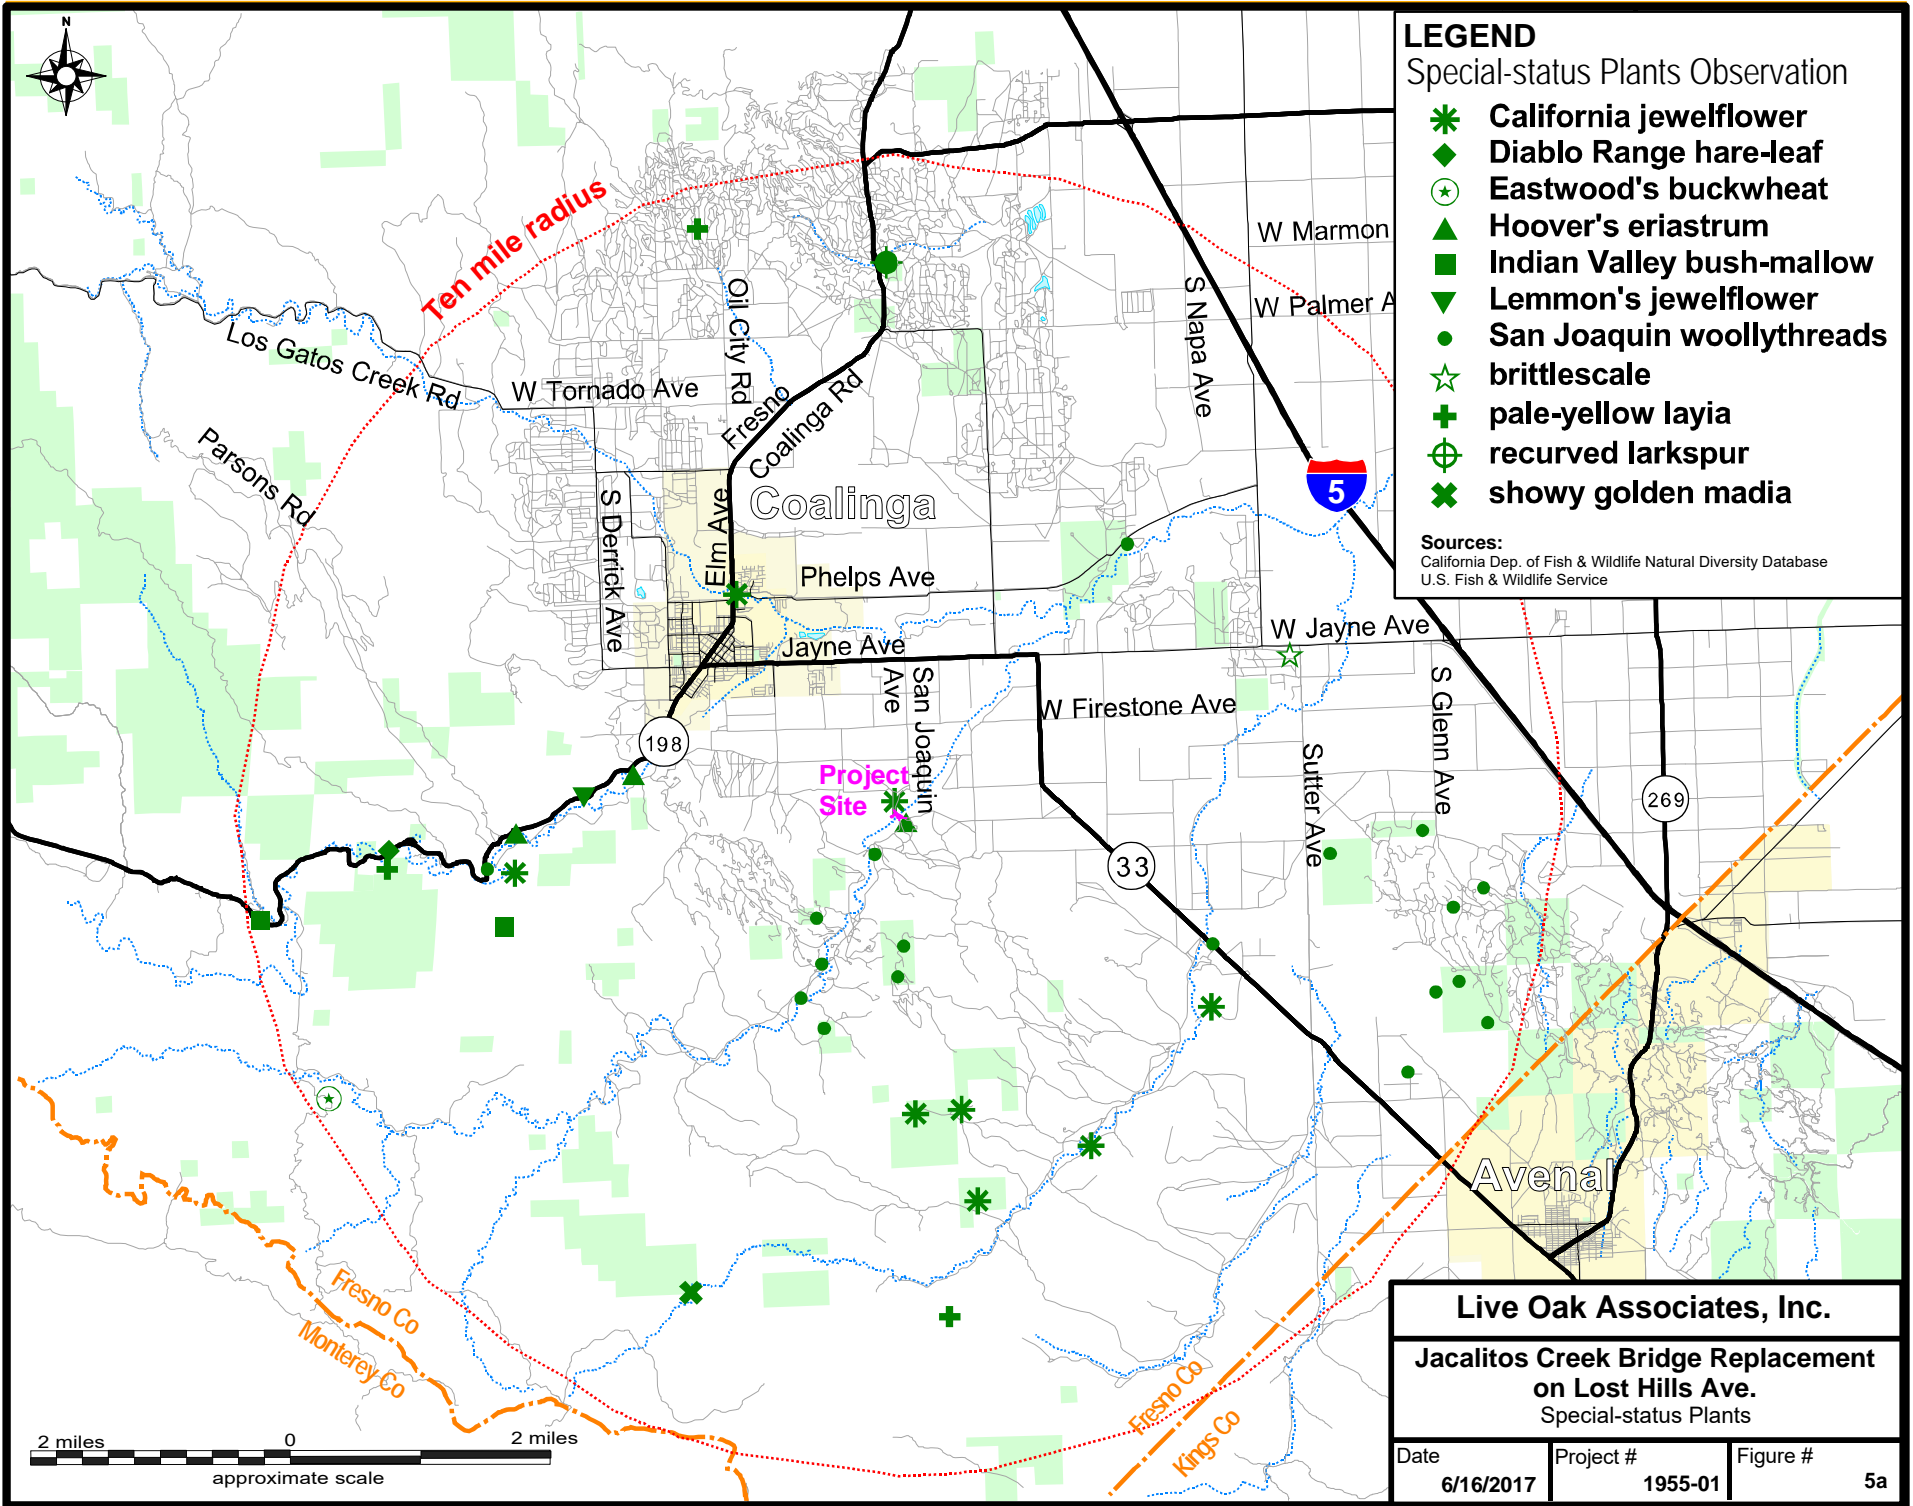 N
LEGEND
Special-status Plants Observation
California jewelflower
Diablo Range hare-leaf
Eastwood's buckwheat
Hoover's eriastrum
Indian Valley bush-mallow
Lemmon's jewelflower
San Joaquin woollythreads
brittlescale
pale-yellow layia
recurved larkspur
showy golden madia
Sources:
California Dep. of Fish & Wildlife Natural Diversity Database
U.S. Fish & Wildlife Service
Ten mile radius
W Marmon
W Palmer A
S Napa Ave
Oil City Rd
Los Gatos Creek Rd
W Tornado Ave
Fresno
Coalinga Rd
Parsons Rd
S Derrick Ave
Elm Ave
Coalinga
5
Phelps Ave
Jayne Ave
W Jayne Ave
San Joaquin
Ave
W Firestone Ave
S Glenn Ave
Sutter Ave
198
Project
Site
269
33
Avenal
Fresno Co
Monterey Co
Fresno Co
Kings Co
2 miles
0
2 miles
approximate scale
Live Oak Associates, Inc.
Jacalitos Creek Bridge Replacement
on Lost Hills Ave.
Special-status Plants
Date
6/16/2017
Project #
1955-01
Figure #
5a